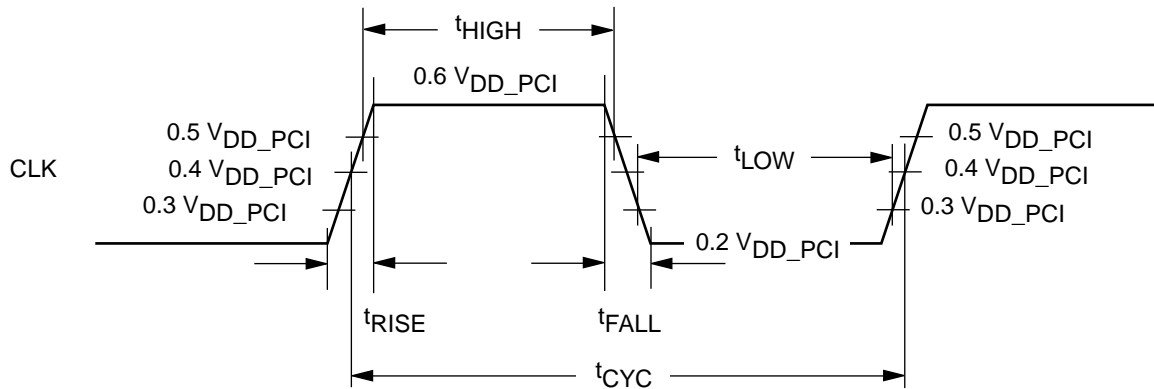 tHIGH
0.6 VDD_PCI
0.5 VDD_PCI
0.5 VDD_PCI
tLOW
CLK
0.4 VDD_PCI
0.4 VDD_PCI
0.3 VDD_PCI
0.3 VDD_PCI
0.2 VDD_PCI
tRISE
tFALL
tCYC